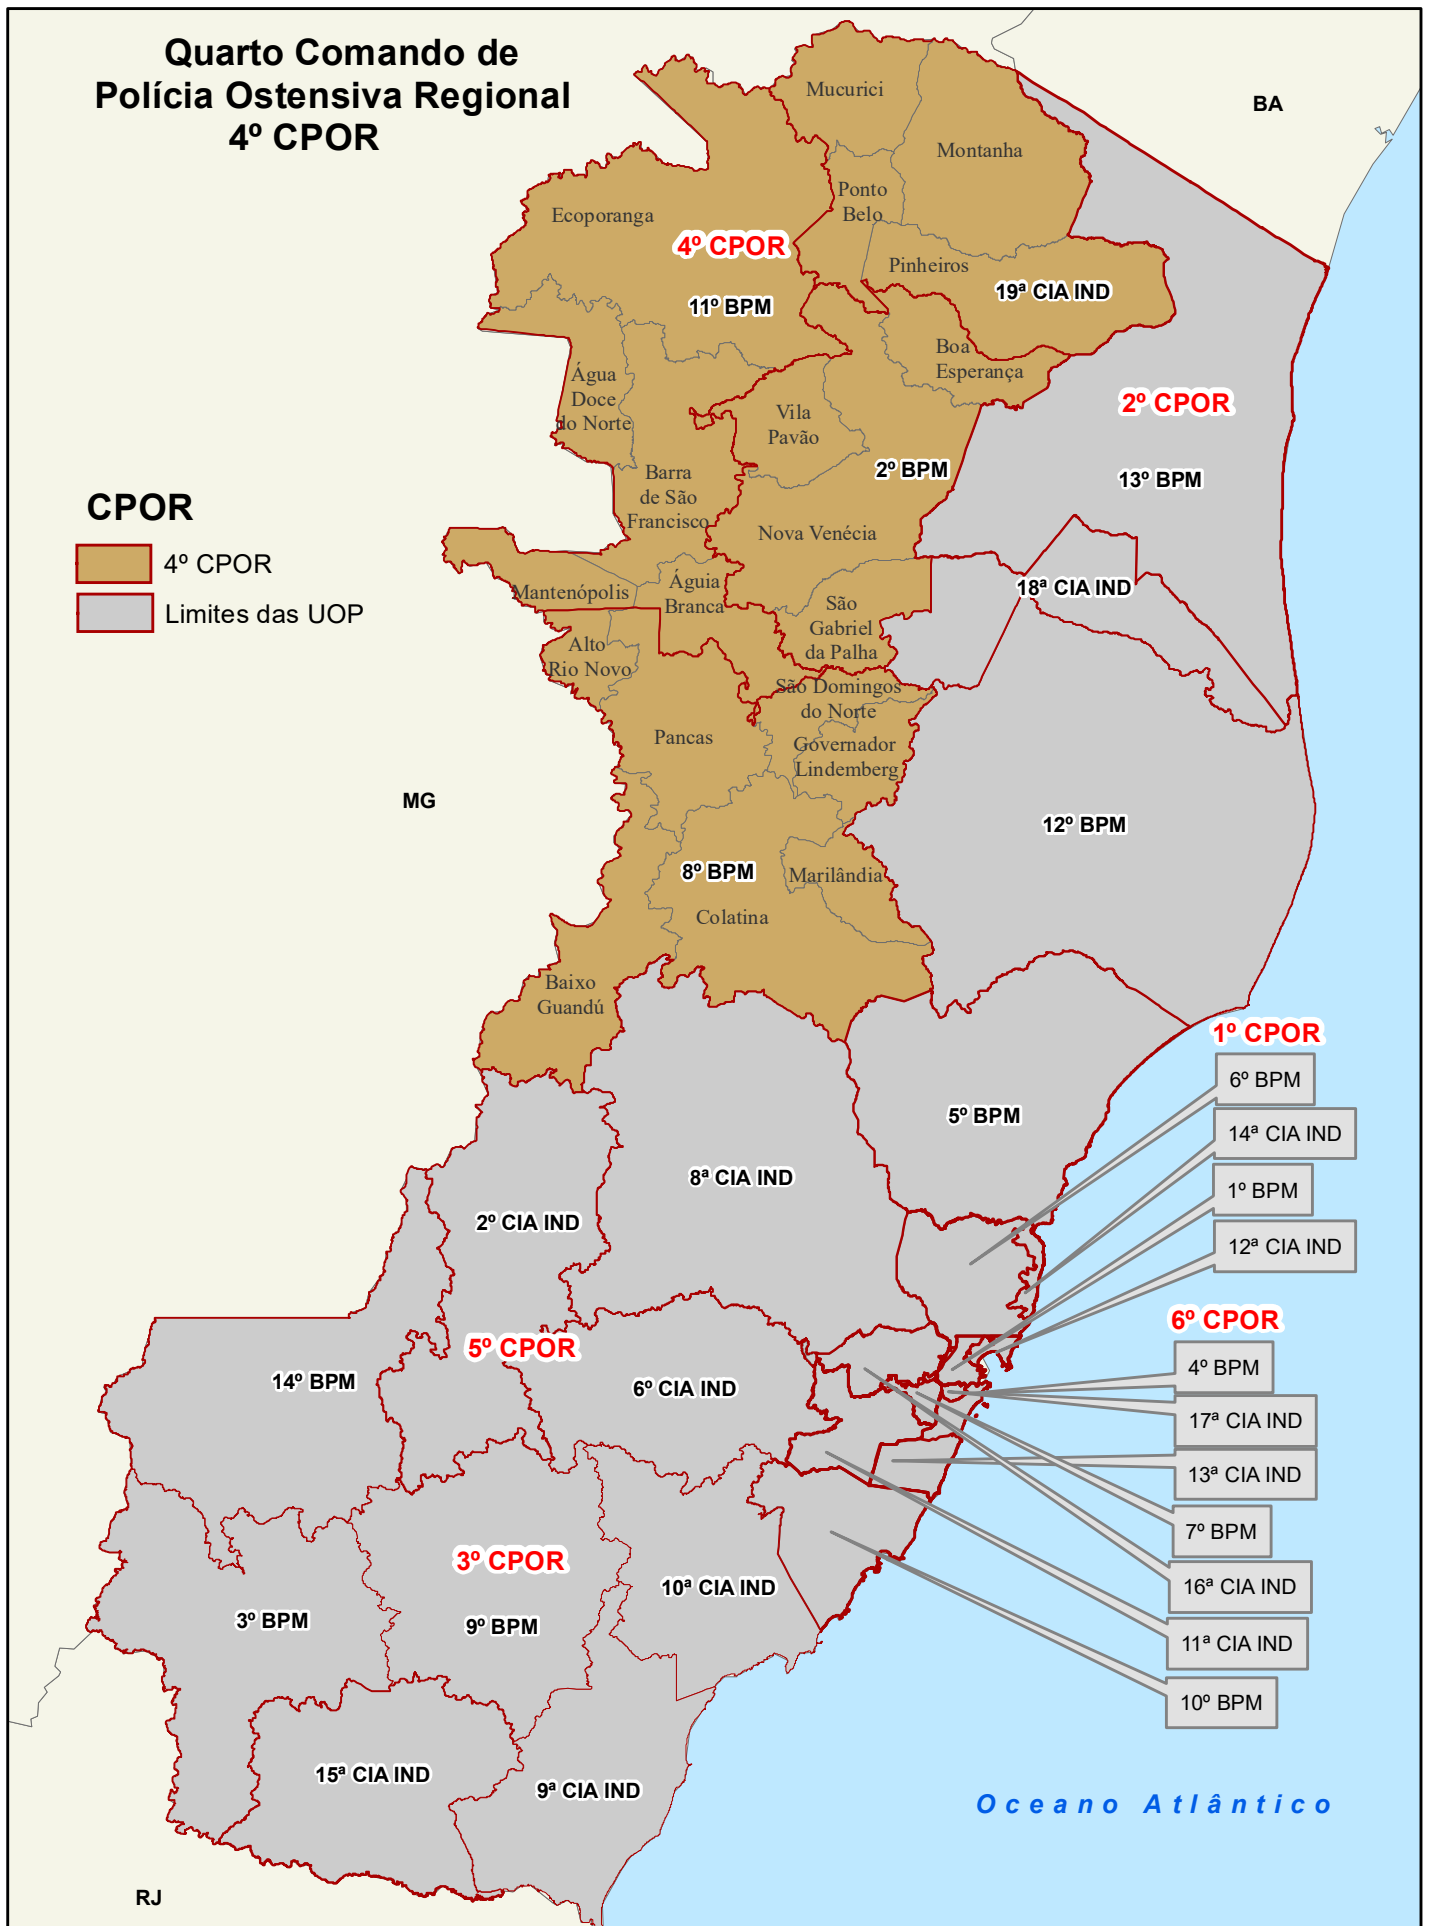 Quarto Comando de
Polícia Ostensiva Regional
4º CPOR
BA
Mucurici
Montanha
Ponto
Belo
Ecoporanga
4º CPOR
Pinheiros
19ª CIA IND
11º BPM
Boa
Esperança
Água
Doce
do Norte
2º CPOR
Vila
Pavão
2º BPM
13º BPM
Barra
de São
Francisco
CPOR
4º CPOR
Limites das UOP
Nova Venécia
Mantenópolis
Águia
Branca
18ª CIA IND
São
Gabriel
da Palha
Alto
Rio Novo
São Domingos
do Norte
Pancas
Governador
Lindemberg
MG
12º BPM
8º BPM
Marilândia
Colatina
Baixo
Guandú
1º CPOR
6º BPM
5º BPM
14ª CIA IND
8ª CIA IND
1º BPM
2º CIA IND
12ª CIA IND
6º CPOR
5º CPOR
4º BPM
14º BPM
6º CIA IND
17ª CIA IND
13ª CIA IND
7º BPM
3º CPOR
16ª CIA IND
10ª CIA IND
3º BPM
9º BPM
11ª CIA IND
10º BPM
15ª CIA IND
9ª CIA IND
Oceano Atlântico
RJ